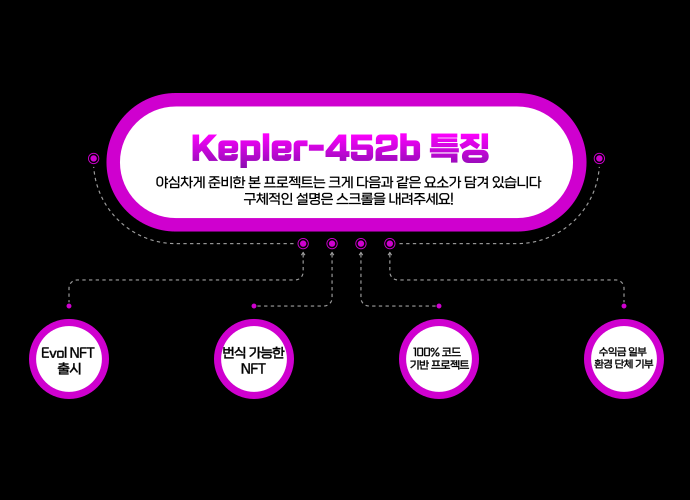 Kepler-452b 특징
야심차게 준비한 본 프로젝트는 크게 다음과 같은 요소가 담겨 있습니다
구체적인 설명은 스크롤을 내려주세요!
Evol NFT
출시
번식 가능한
NFT
100% 코드
기반 프로젝트
수익금 일부
환경 단체 기부